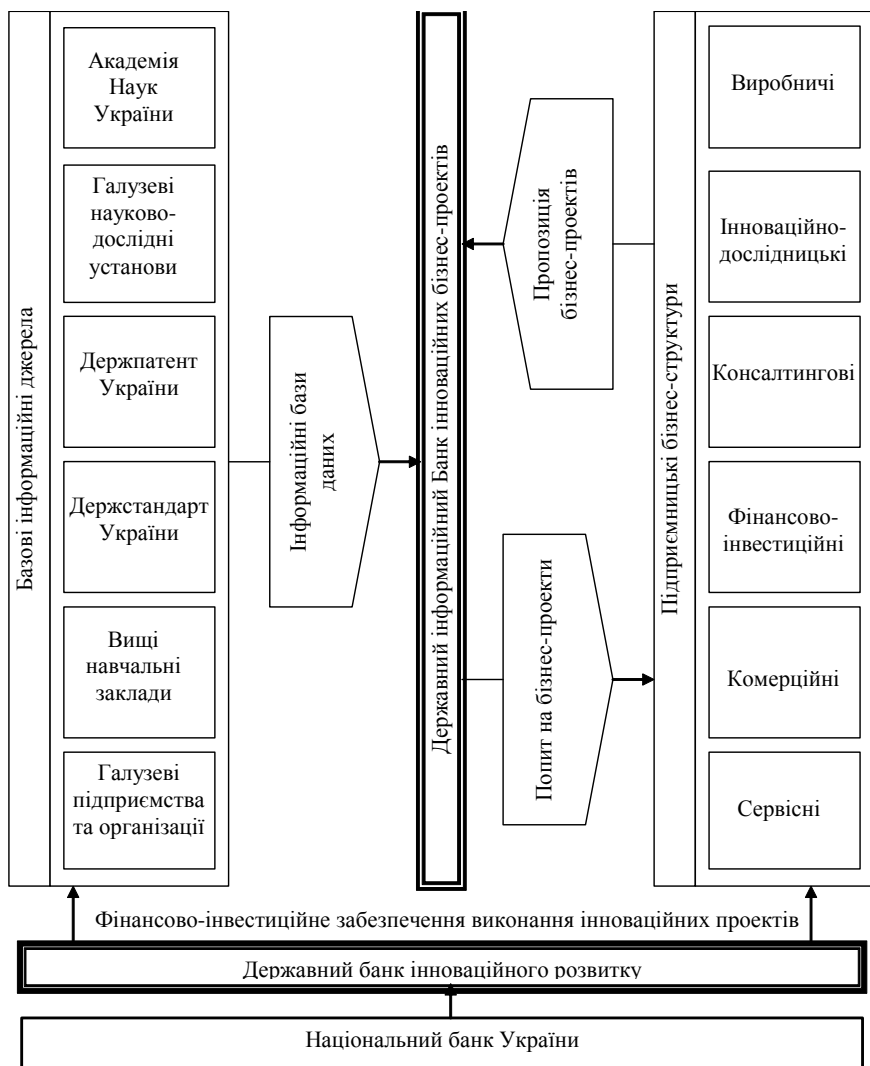 Базові інформаційні джерела
Академія
Наук
України
Галузеві
науково-
дослідні
установи
Держпатент
України
Держстандарт
України
Вищі
навчальні
заклади
Галузеві
підприємства
та організації
Інформаційні бази
даних
Державний інформаційний Банк інноваційних бізнес-проектів
Пропозиція
бізнес-проектів
Попит на бізнес-проекти
Підприємницькі бізнес-структури
Виробничі
Інноваційно-
дослідницькі
Консалтингові
Фінансово-
інвестиційні
Комерційні
Сервісні
Фінансово-інвестиційне забезпечення виконання інноваційних проектів
Державний банк інноваційного розвитку
Національний банк України